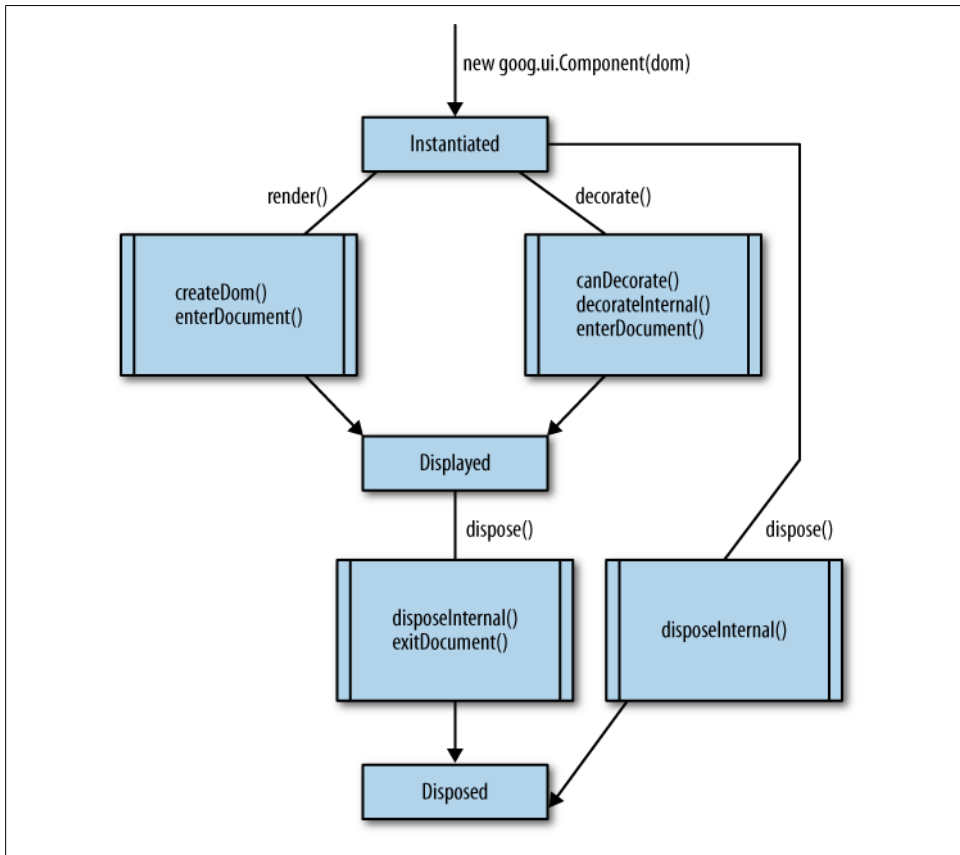 new goog.ui.Component(dom)
Instantiated
render()
decorate()
createDom()
enterDocument()
canDecorate()
decorateInternal()
enterDocument()
Displayed
dispose()
dispose()
disposeInternal()
exitDocument()
disposeInternal()
Disposed